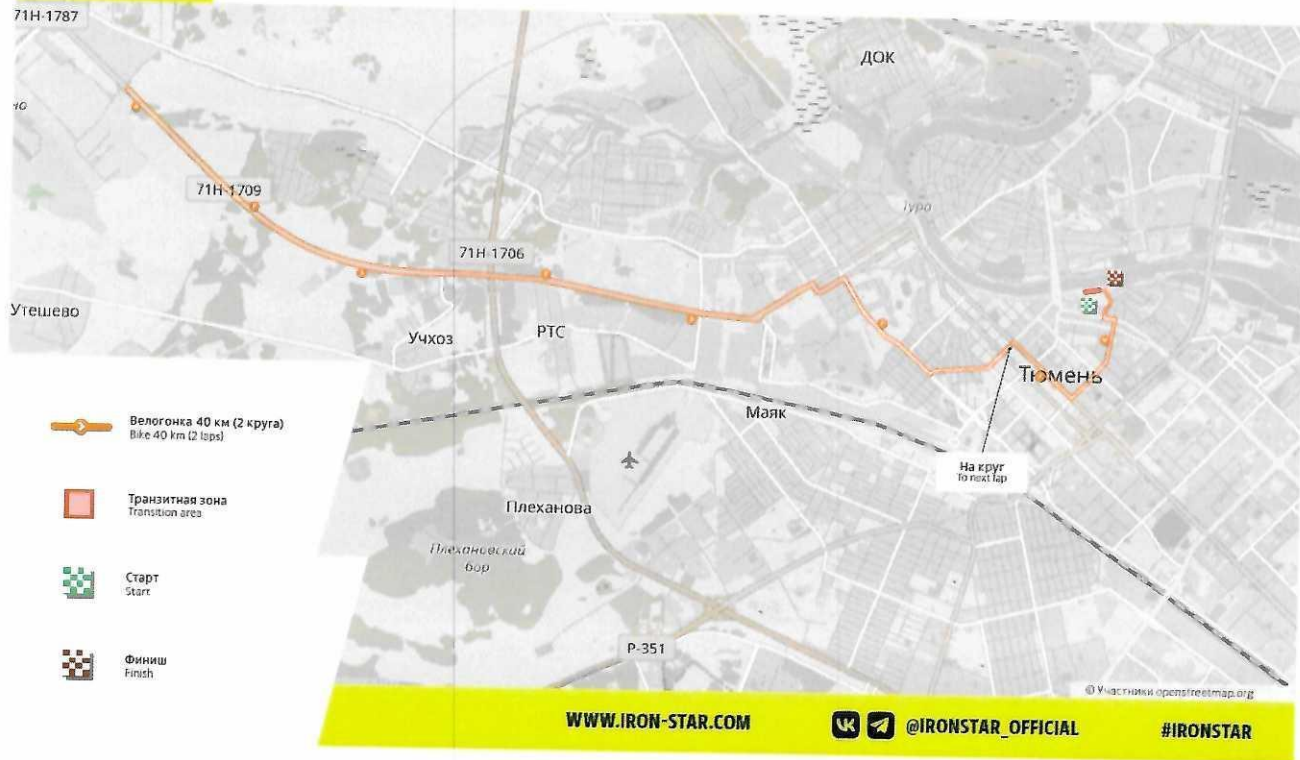 71Н-1787
ДОК
но
71Н-1709
Тура
71Н-1706
Утешево
Учхоз
РТС
Тюмень
Маяк
На круг
To next lap
Плеханова
Плехановский
бор
Р-351
Велогонка 40 км (2 круга)
Bike 40 km (2 laps)
Транзитная зона
Transition area
Старт
Start
Финиш
Finish
© Участники openstreetmap.org
WWW.IRON-STAR.COM
@IRONSTAR_OFFICIAL
#IRONSTAR